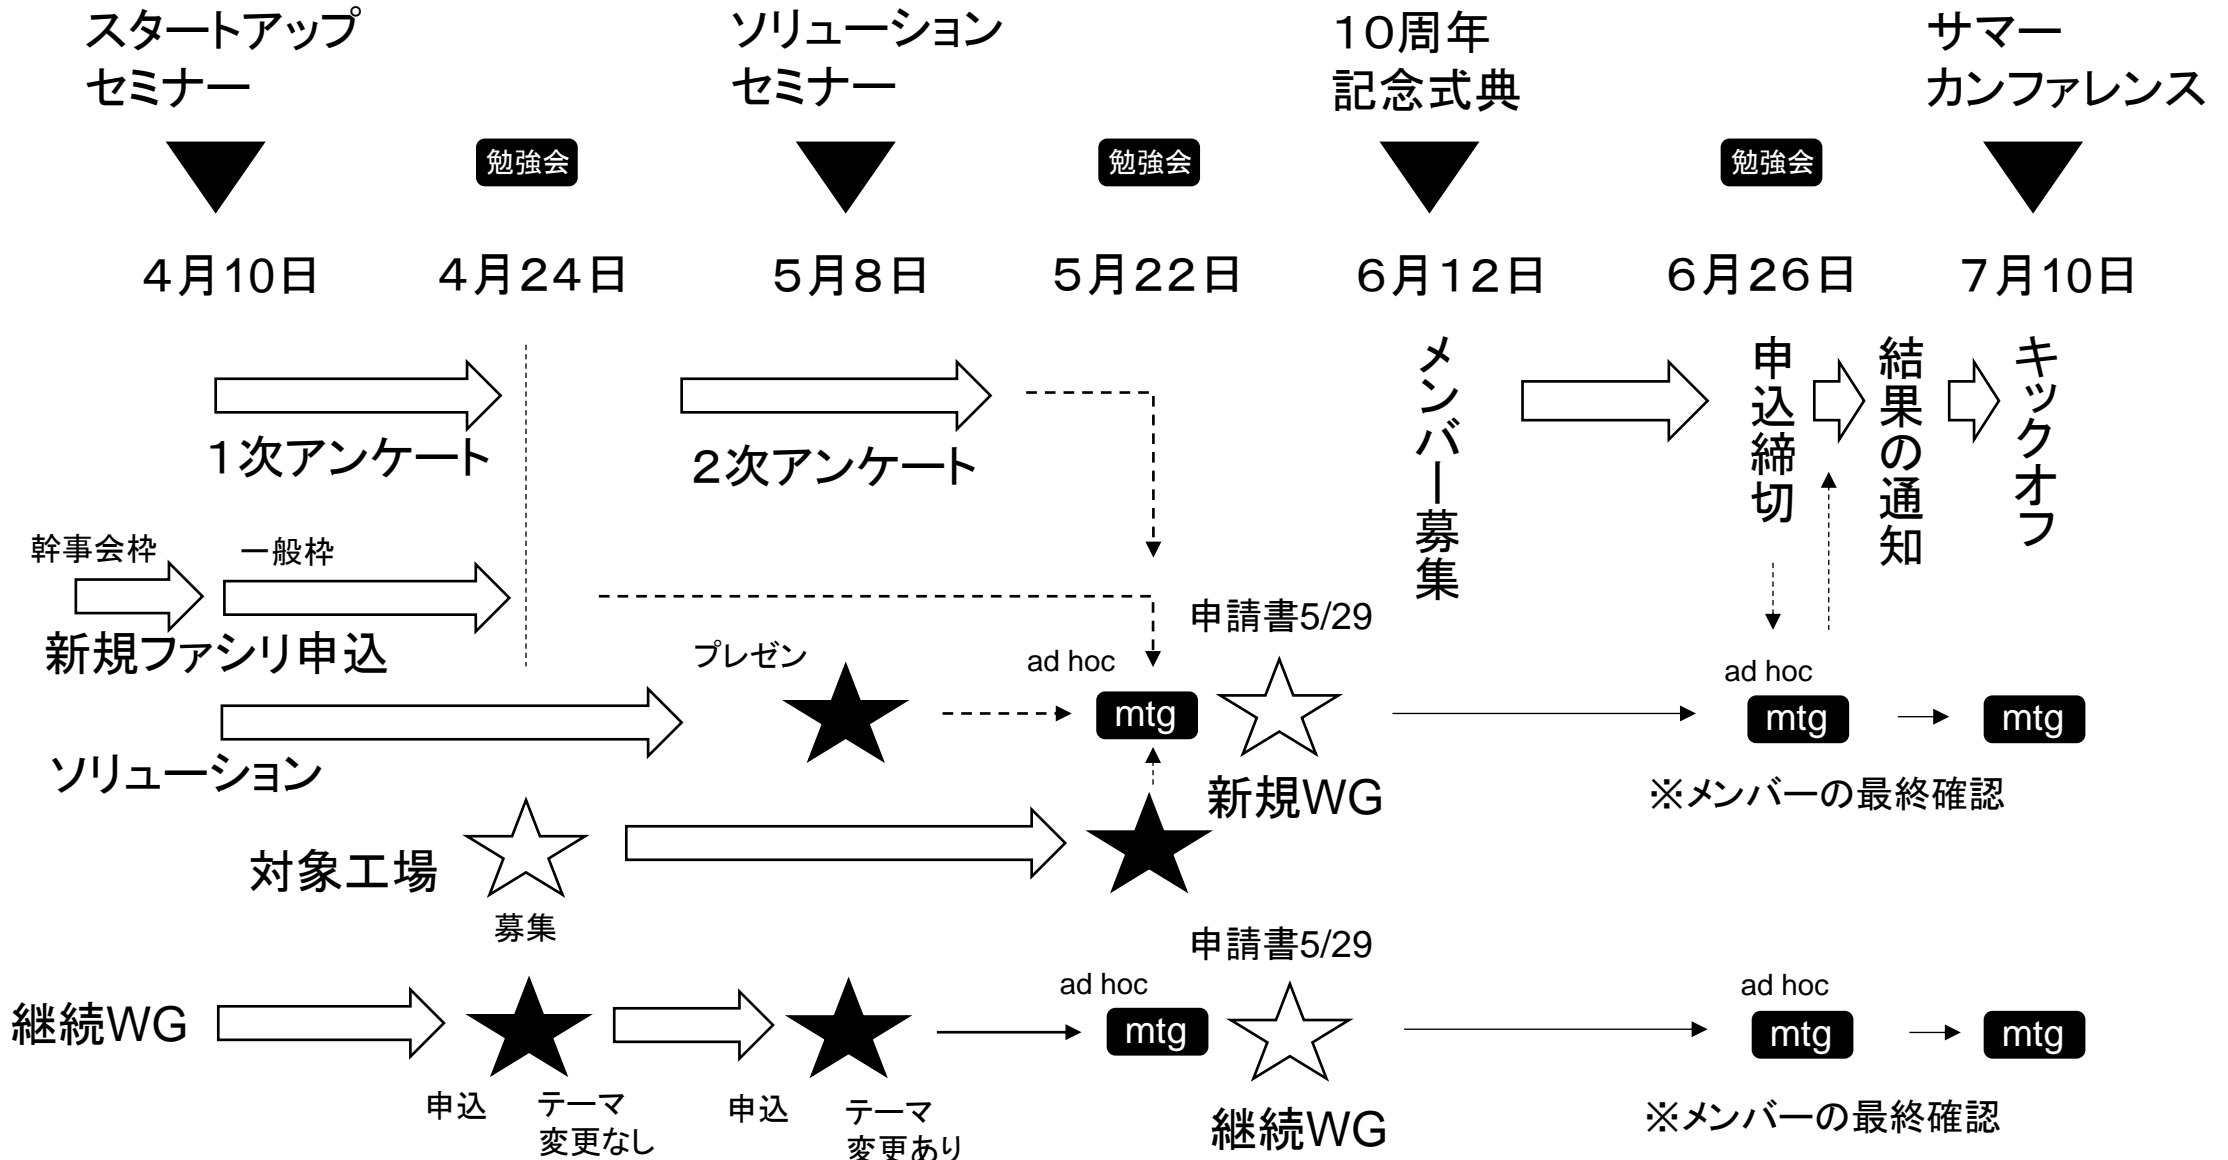 スタートアップ
セミナー
ソリューション
セミナー
１０周年
記念式典
サマー
カンファレンス
勉強会
勉強会
勉強会
４月10日
４月２４日
５月８日
５月２２日
６月１２日
６月２６日
７月10日
１次アンケート
２次アンケート
メンバー募集
申込締切
結果の通知
キックオフ
幹事会枠
一般枠
新規ファシリ申込
申請書5/29
プレゼン
ad hoc
mtg
ad hoc
mtg
mtg
ソリューション
新規WG
※メンバーの最終確認
対象工場
募集
申請書5/29
継続WG
ad hoc
mtg
ad hoc
mtg
mtg
申込
テーマ
変更なし
申込
テーマ
変更あり
継続WG
※メンバーの最終確認